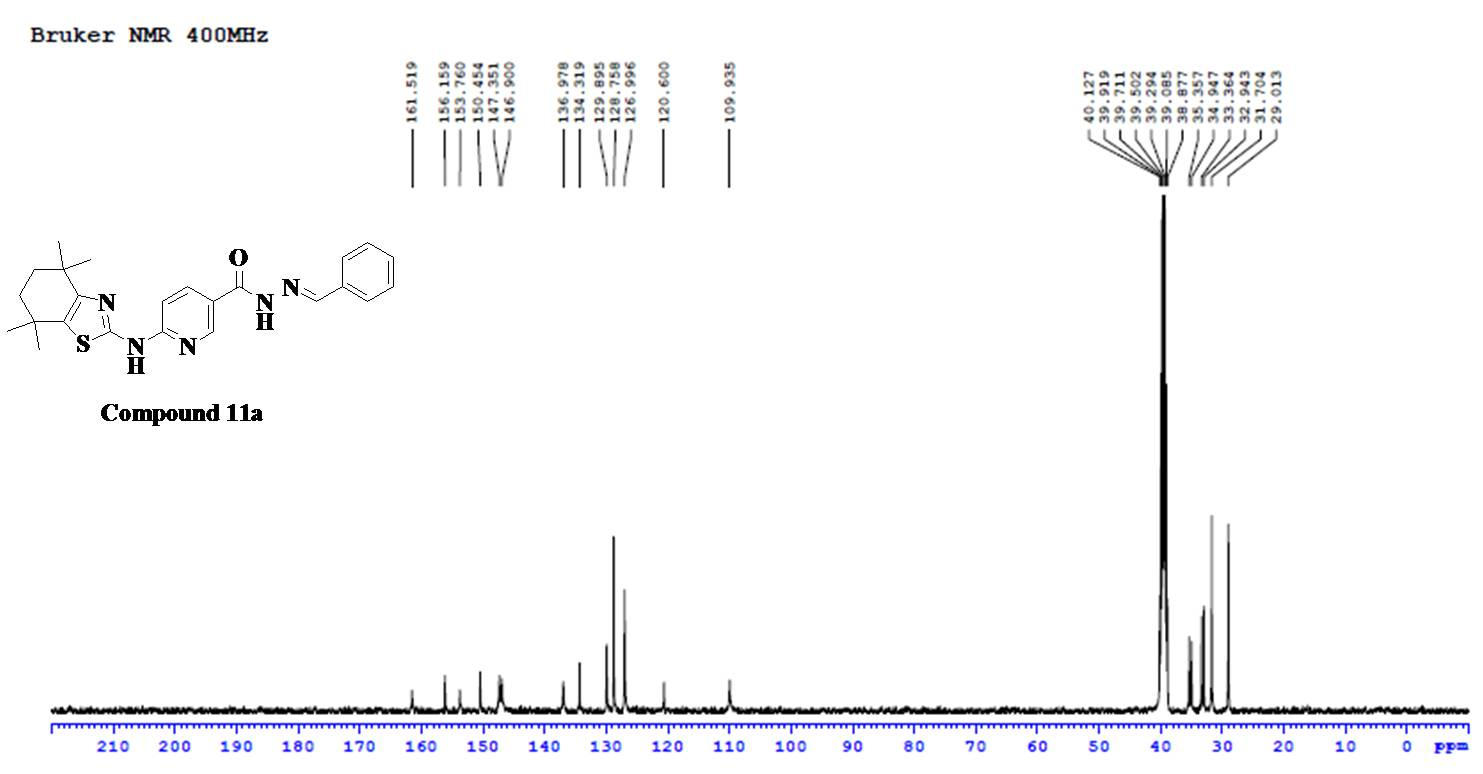 Bruker NMR 400MHz
161.519
156.159
153.760
150.454
147.351
146.900
136.978
134.319
129.895
128.758
126.996
120.600
109.935
40.127
39.919
39.711
39.502
39.294
39.085
38.877
35.357
34.947
33.364
32.943
31.704
29.013
O
N
N
N
H
S
N
H
N
Compound 11a
210 200 190 180 170 160 150 140 130 120 110 100 90 80 70 60 50 40 30 20 10 0 ppm